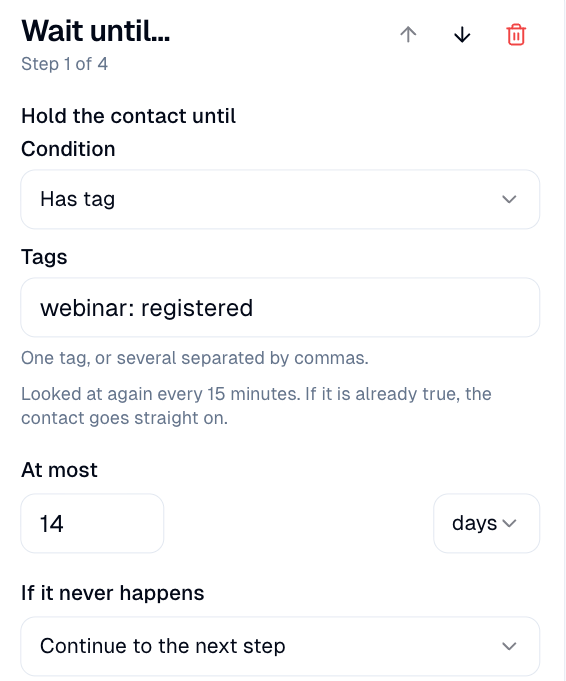 Wait until...
Step 1 of 4
Hold the contact until
Condition
Has tag
Tags
webinar: registered
One tag, or several separated by commas.
Looked at again every 15 minutes. If it is already true, the
contact goes straight on.
At most
14
days
If it never happens
Continue to the next step